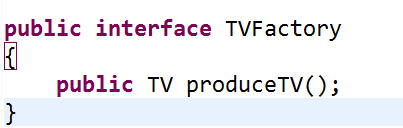 public interface TVFactory
{
    public TV produceTV();
}